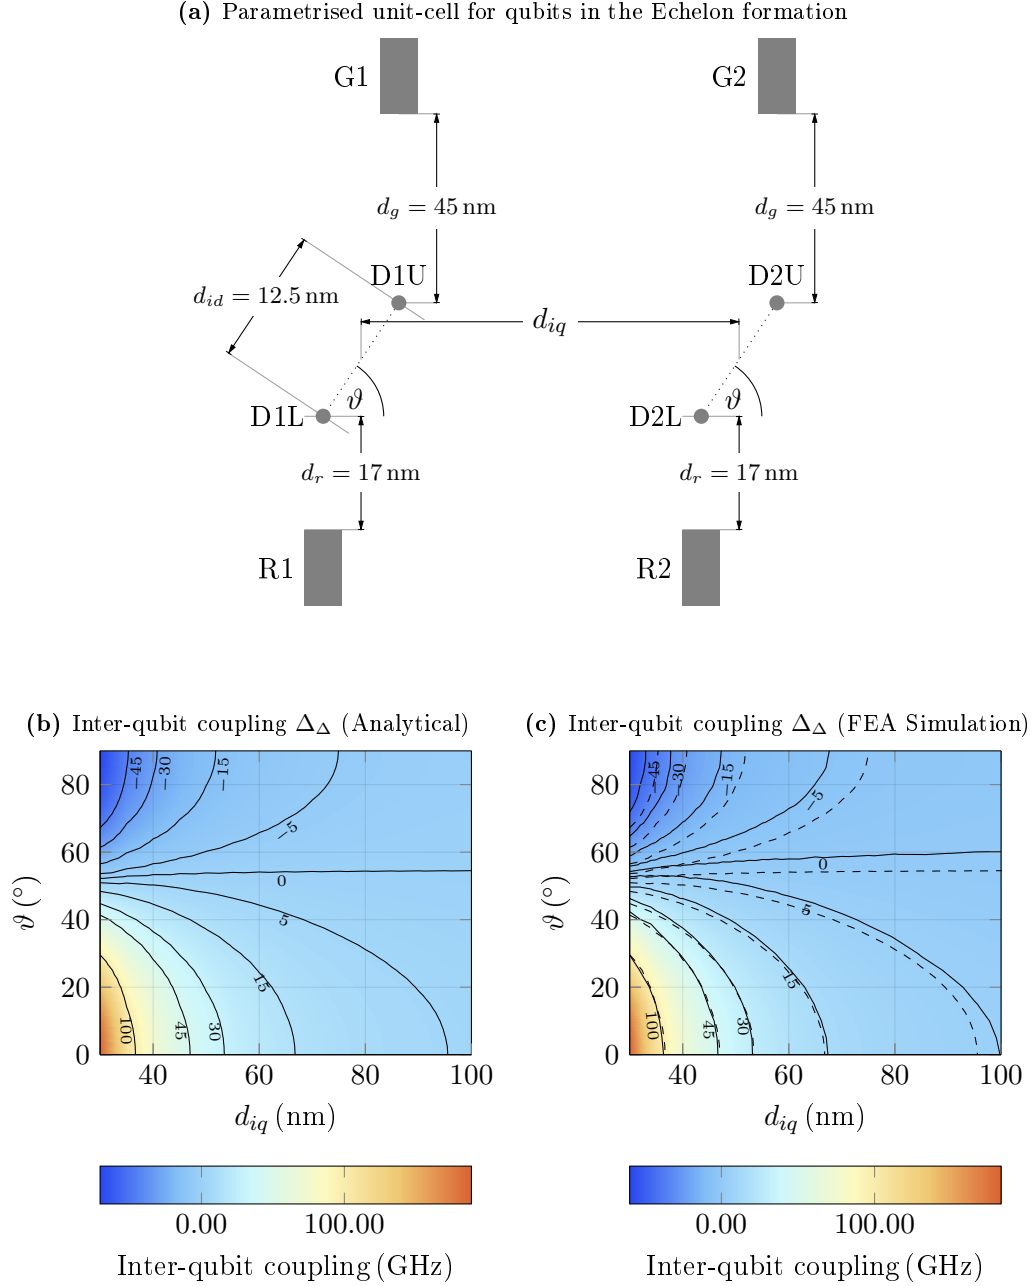 (a) Parametrised unit-cell for qubits in the Echelon formation
G1
G2
d_g = 45 nm
d_g = 45 nm
D1U
D2U
d_id = 12.5 nm
d_iq
ϑ
ϑ
D1L
D2L
d_r = 17 nm
d_r = 17 nm
R1
R2
(b) Inter-qubit coupling Δ_Δ (Analytical)
80
60
40
20
0
ϑ (°)
−45
−30
−15
−5
0
5
15
30
45
100
40
60
80
100
d_iq (nm)
0.00
100.00
Inter-qubit coupling (GHz)
(c) Inter-qubit coupling Δ_Δ (FEA Simulation)
80
60
40
20
0
ϑ (°)
−45
−30
−15
−5
0
5
15
30
45
100
40
60
80
100
d_iq (nm)
0.00
100.00
Inter-qubit coupling (GHz)